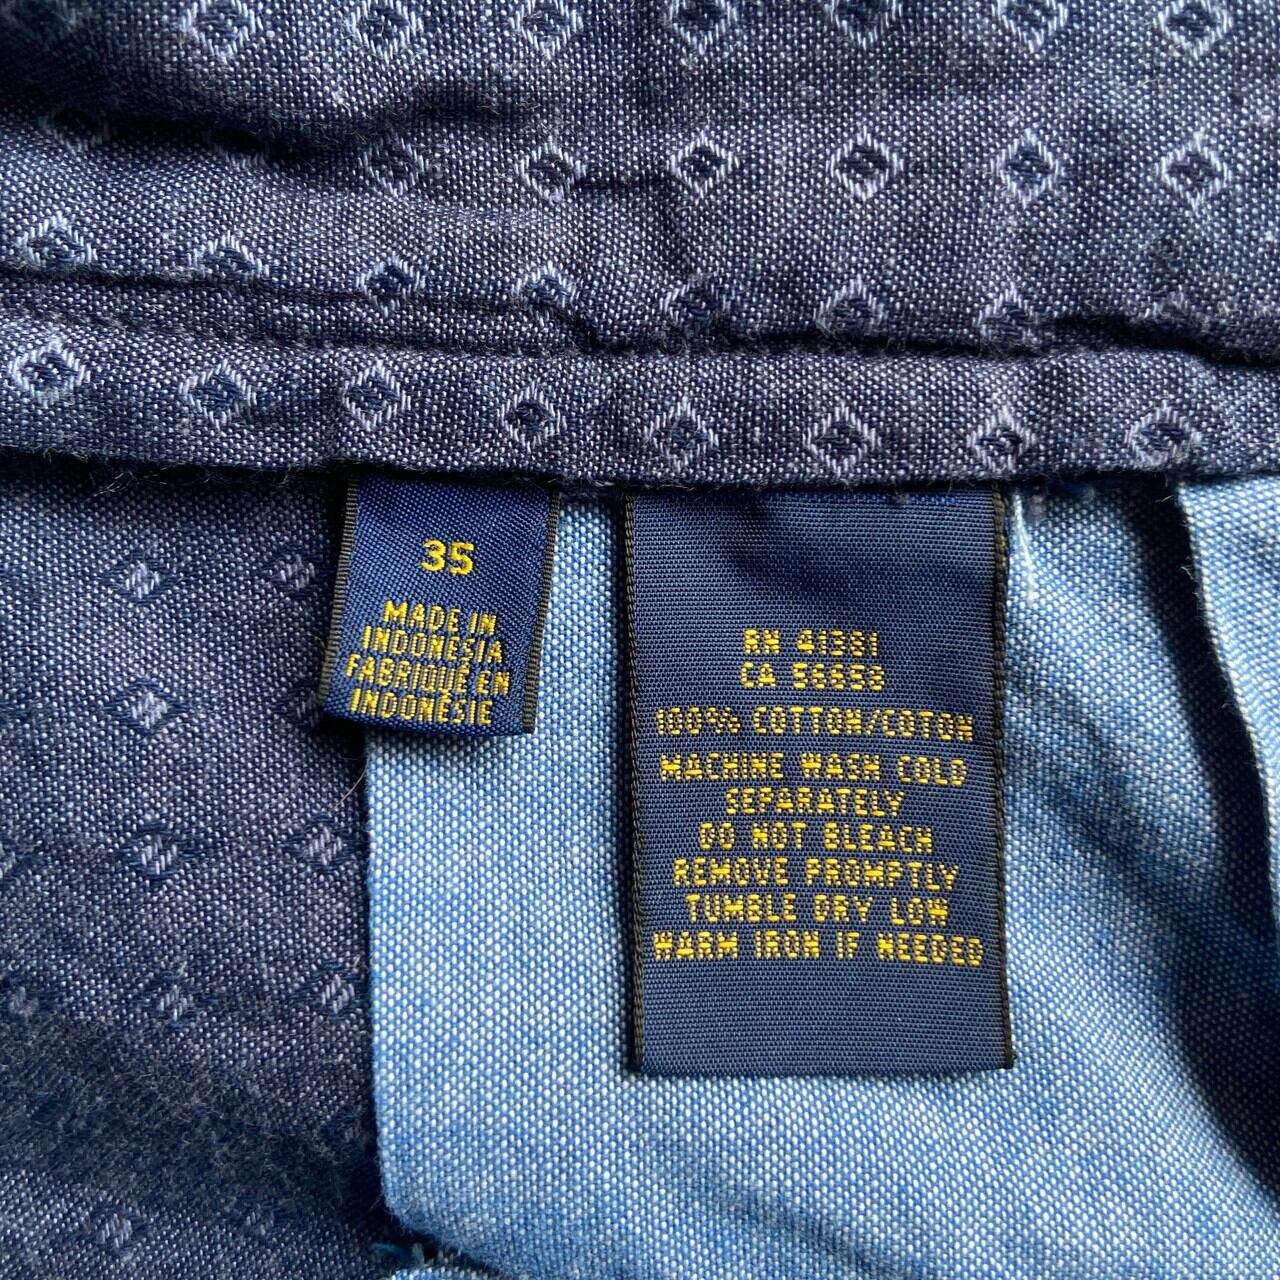 35
MADE IN
INDONESIA
FABRIQUÉ EN
INDONÉSIE
RN 41381
CA 56658
100% COTTON/COTON
MACHINE WASH COLD
SEPARATELY
DO NOT BLEACH
REMOVE PROMPTLY
TUMBLE DRY LOW
WARM IRON IF NEEDED